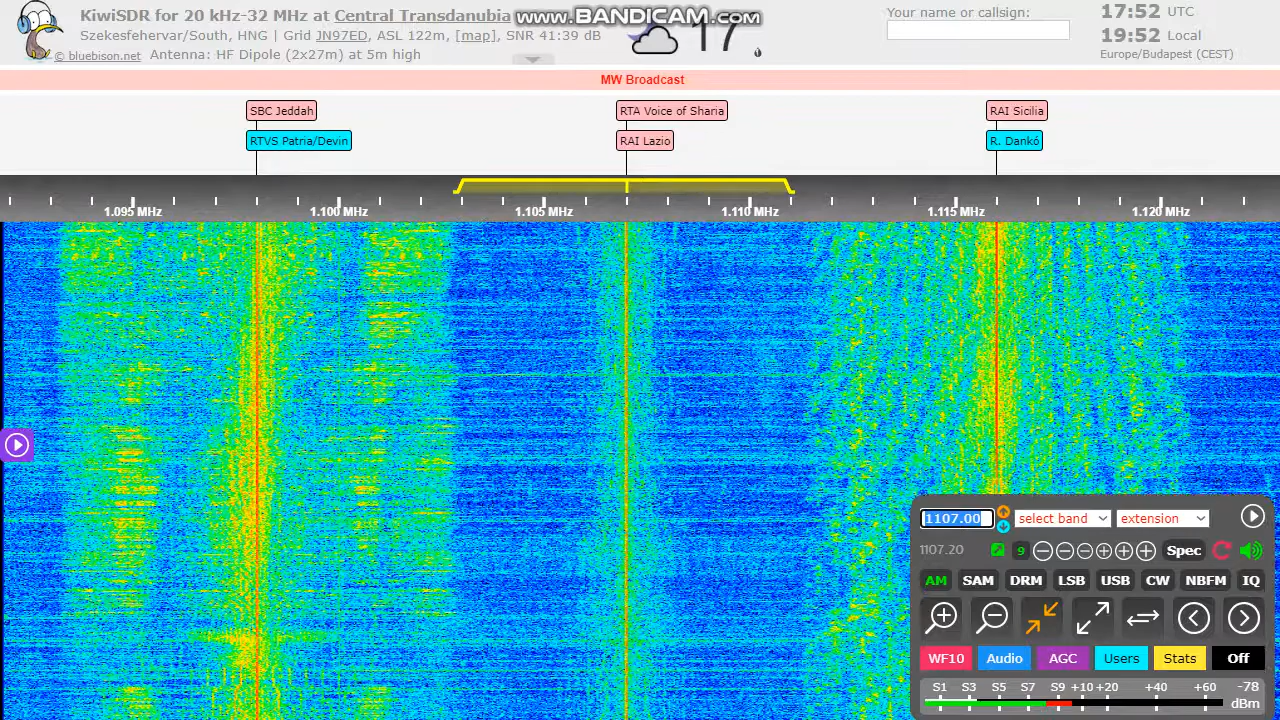 KiwiSDR for 20 kHz-32 MHz at Central Transdanubia
Szekesfehervar/South, HNG | Grid JN97ED, ASL 122m, [map], SNR 41:39 dB
© bluebison.net Antenna: HF Dipole (2x27m) at 5m high
www.BANDICAM.com
17
Your name or callsign:
17:52 UTC
19:52 Local
Europe/Budapest (CEST)
MW Broadcast
SBC Jeddah RTA Voice of Sharia RAI Sicilia
RTVS Patria/Devin RAI Lazio R. Dankó
1.095 MHz 1.100 MHz 1.105 MHz 1.110 MHz 1.115 MHz 1.120 MHz
1107.00 select band extension
1107.20 9 Spec
AM SAM DRM LSB USB CW NBFM IQ
WF10 Audio AGC Users Stats Off
S1 S3 S5 S7 S9 +10 +20 +40 +60 -78
dBm